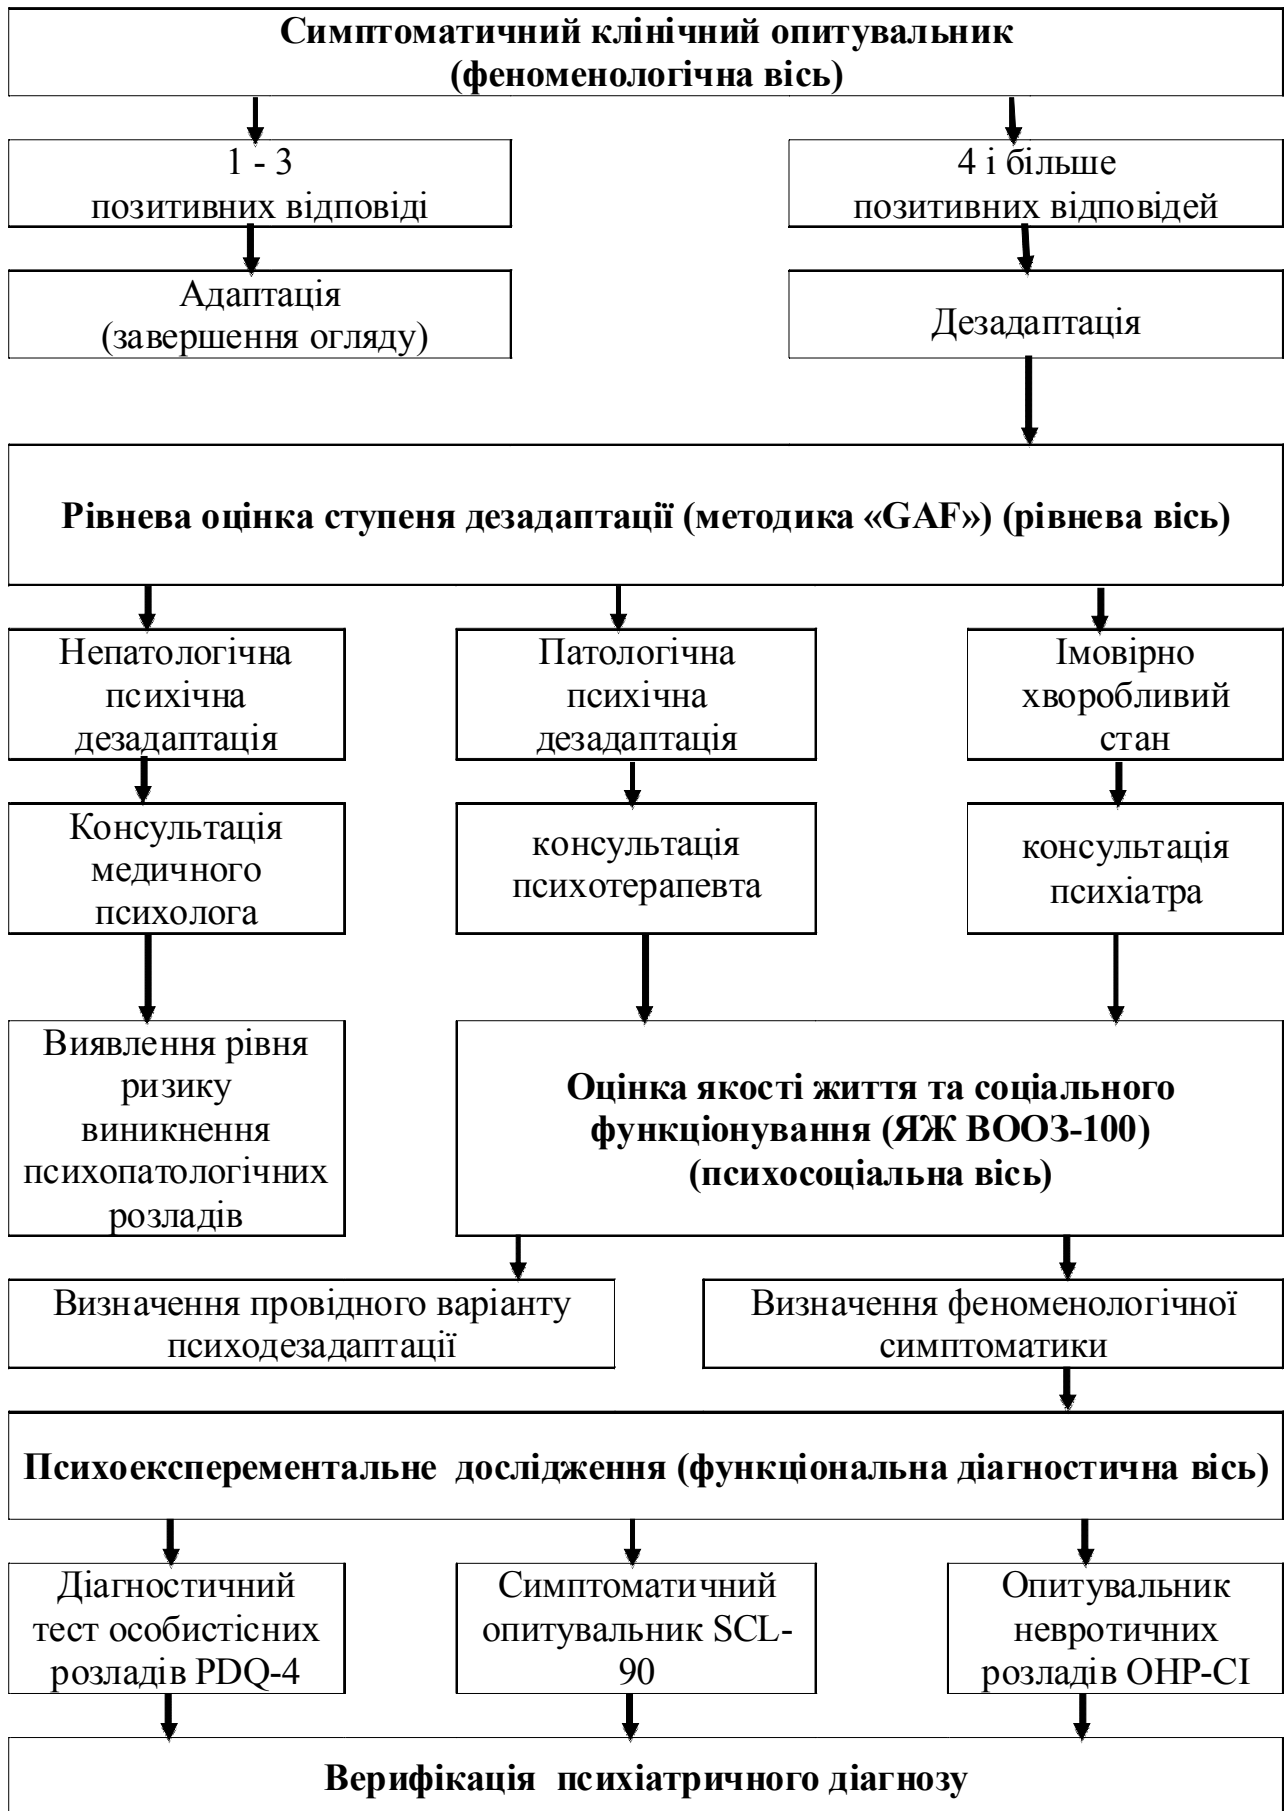 Симптоматичний клінічний опитувальник
(феноменологічна вісь)
1 - 3
позитивних відповіді
4 і більше
позитивних відповідей
Адаптація
(завершення огляду)
Дезадаптація
Рівнева оцінка ступеня дезадаптації (методика «GAF») (рівнева вісь)
Непатологічна
психічна
дезадаптація
Патологічна
психічна
дезадаптація
Імовірно
хворобливий
стан
Консультація
медичного
психолога
консультація
психотерапевта
консультація
психіатра
Виявлення рівня
ризику
виникнення
психопатологічних
розладів
Оцінка якості життя та соціального
функціонування (ЯЖ ВООЗ-100)
(психосоціальна вісь)
Визначення провідного варіанту
психодезадаптації
Визначення феноменологічної
симптоматики
Психоексперементальне дослідження (функціональна діагностична вісь)
Діагностичний
тест особистісних
розладів PDQ-4
Симптоматичний
опитувальник SCL-
90
Опитувальник
невротичних
розладів ОНР-СІ
Верифікація психіатричного діагнозу